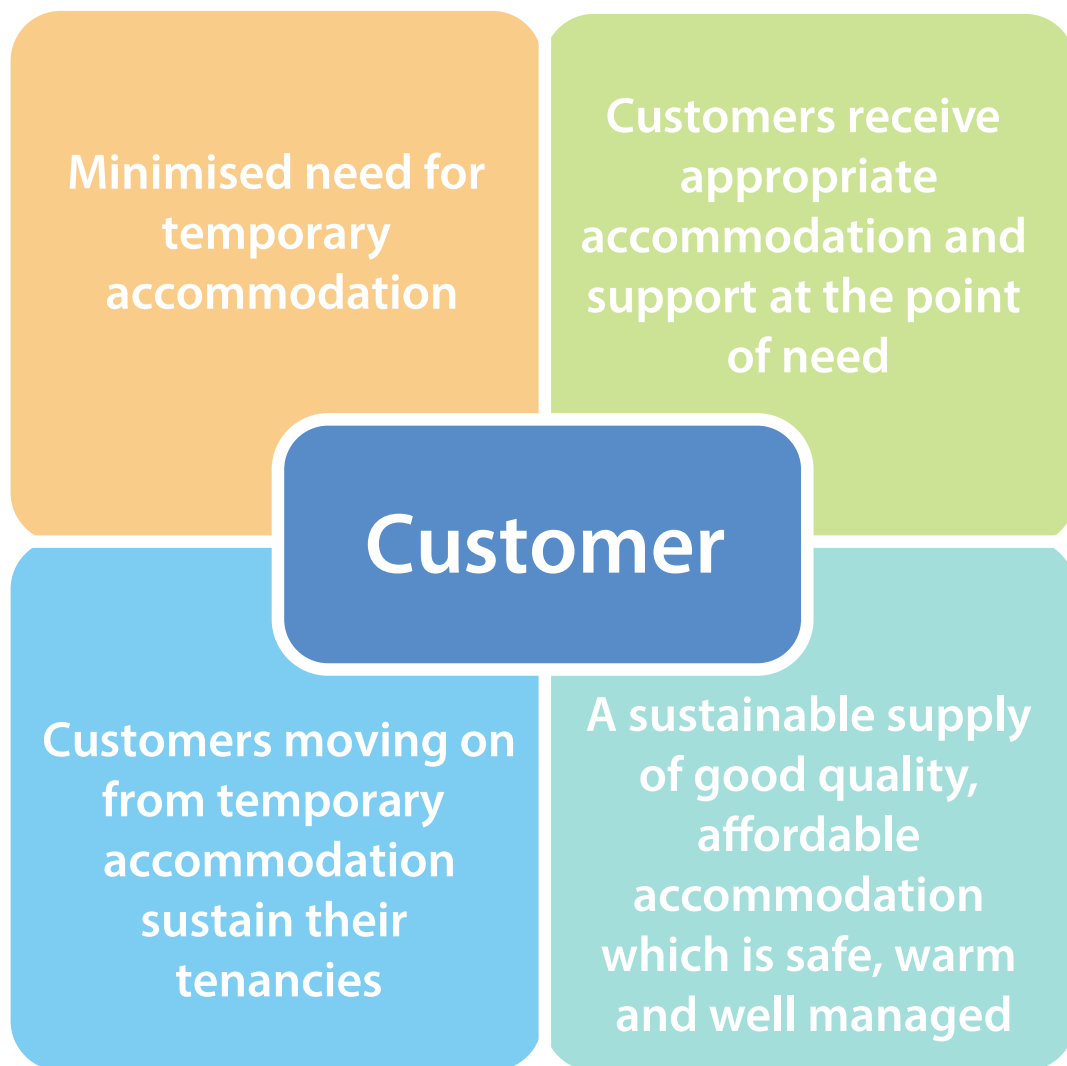 Minimised need for
temporary
accommodation
Customers receive
appropriate
accommodation and
support at the point
of need
Customer
Customers moving on
from temporary
accommodation
sustain their
tenancies
A sustainable supply
of good quality,
affordable
accommodation
which is safe, warm
and well managed